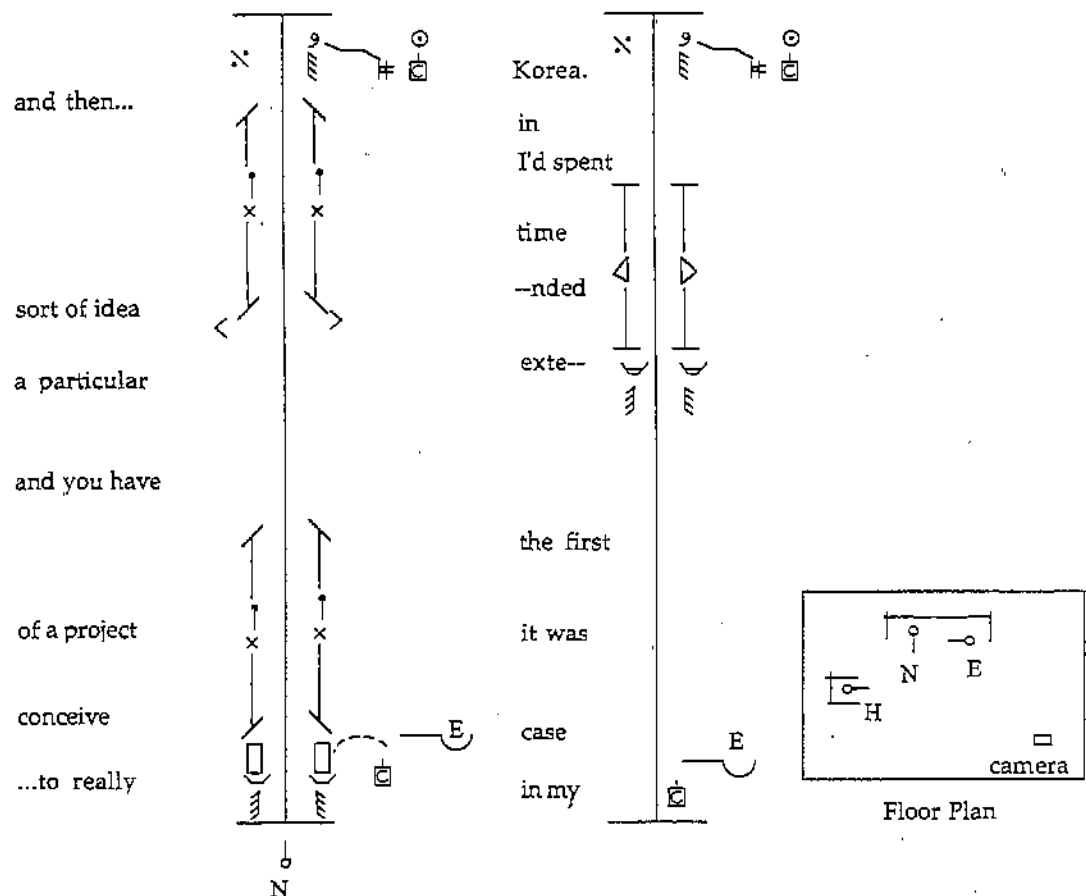 N
...to really
C
E
conceive
of a project
and you have
a particular
sort of idea
and then...
C
in my
C
E
case
it was
the first
exte--
--nded
time
I'd spent
in
Korea.
C
N
E
H
camera
Floor Plan